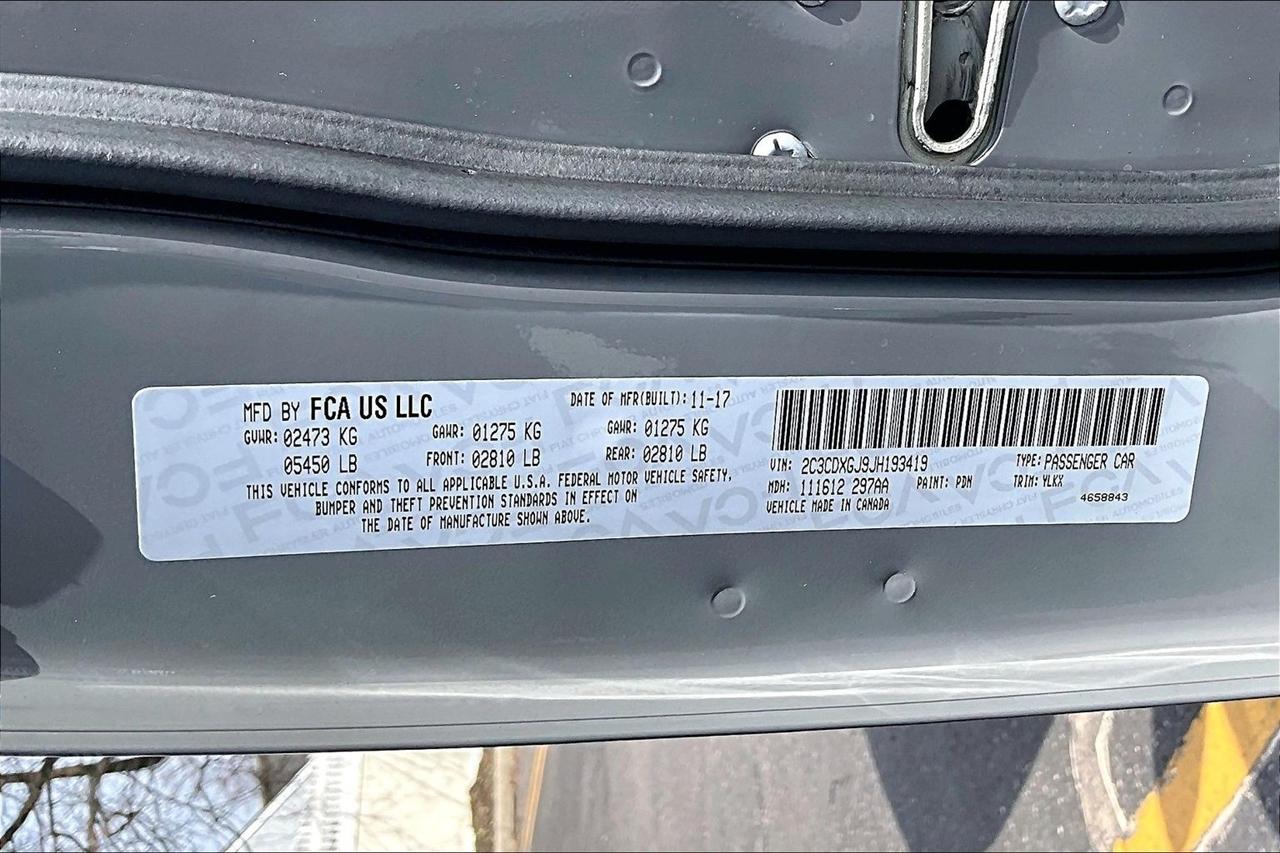 MFD BY FCA US LLC
DATE OF MFR(BUILT): 11-17
GVWR: 02473 KG
GAWR: 01275 KG
GAWR: 01275 KG
05450 LB
FRONT: 02810 LB
REAR: 02810 LB
THIS VEHICLE CONFORMS TO ALL APPLICABLE U.S.A. FEDERAL MOTOR VEHICLE SAFETY,
BUMPER AND THEFT PREVENTION STANDARDS IN EFFECT ON
THE DATE OF MANUFACTURE SHOWN ABOVE.
VIN: 2C3CDXGJ9JH193419
TYPE: PASSENGER CAR
MDH: 111612 297AA
PAINT: PDN
TRIM: YLKX
VEHICLE MADE IN CANADA
4658843